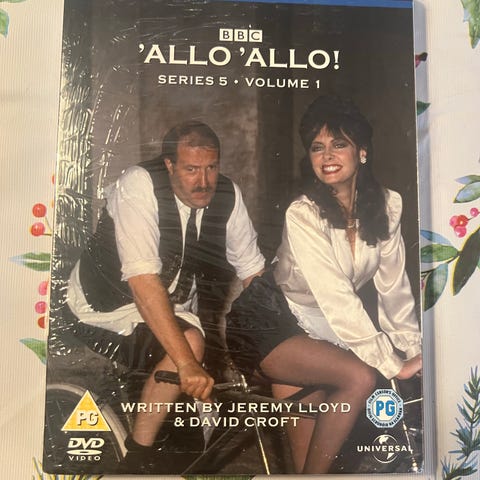 BBC
'ALLO 'ALLO!
SERIES 5 • VOLUME 1
WRITTEN BY JEREMY LLOYD
& DAVID CROFT
PG
DVD
VIDEO
PG
UNIVERSAL